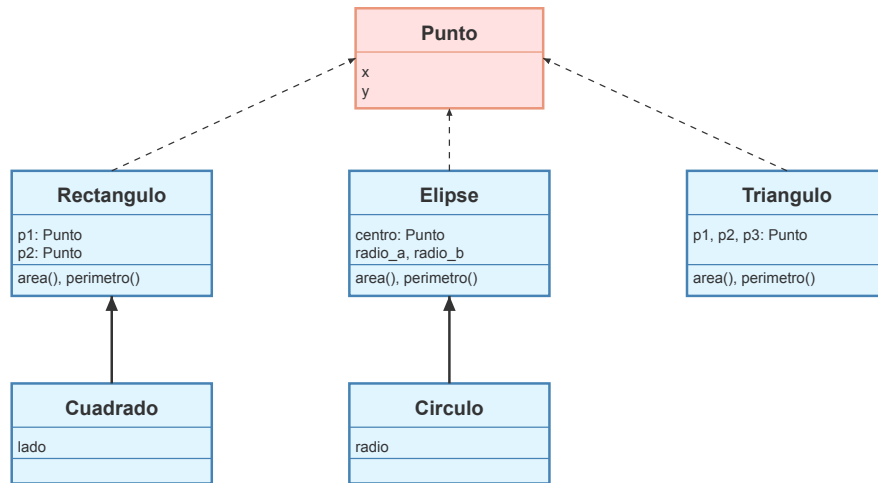 Punto
x
y
Rectangulo
p1: Punto
p2: Punto
area(), perimetro()
Elipse
centro: Punto
radio_a, radio_b
area(), perimetro()
Triangulo
p1, p2, p3: Punto
area(), perimetro()
Cuadrado
lado
Circulo
radio